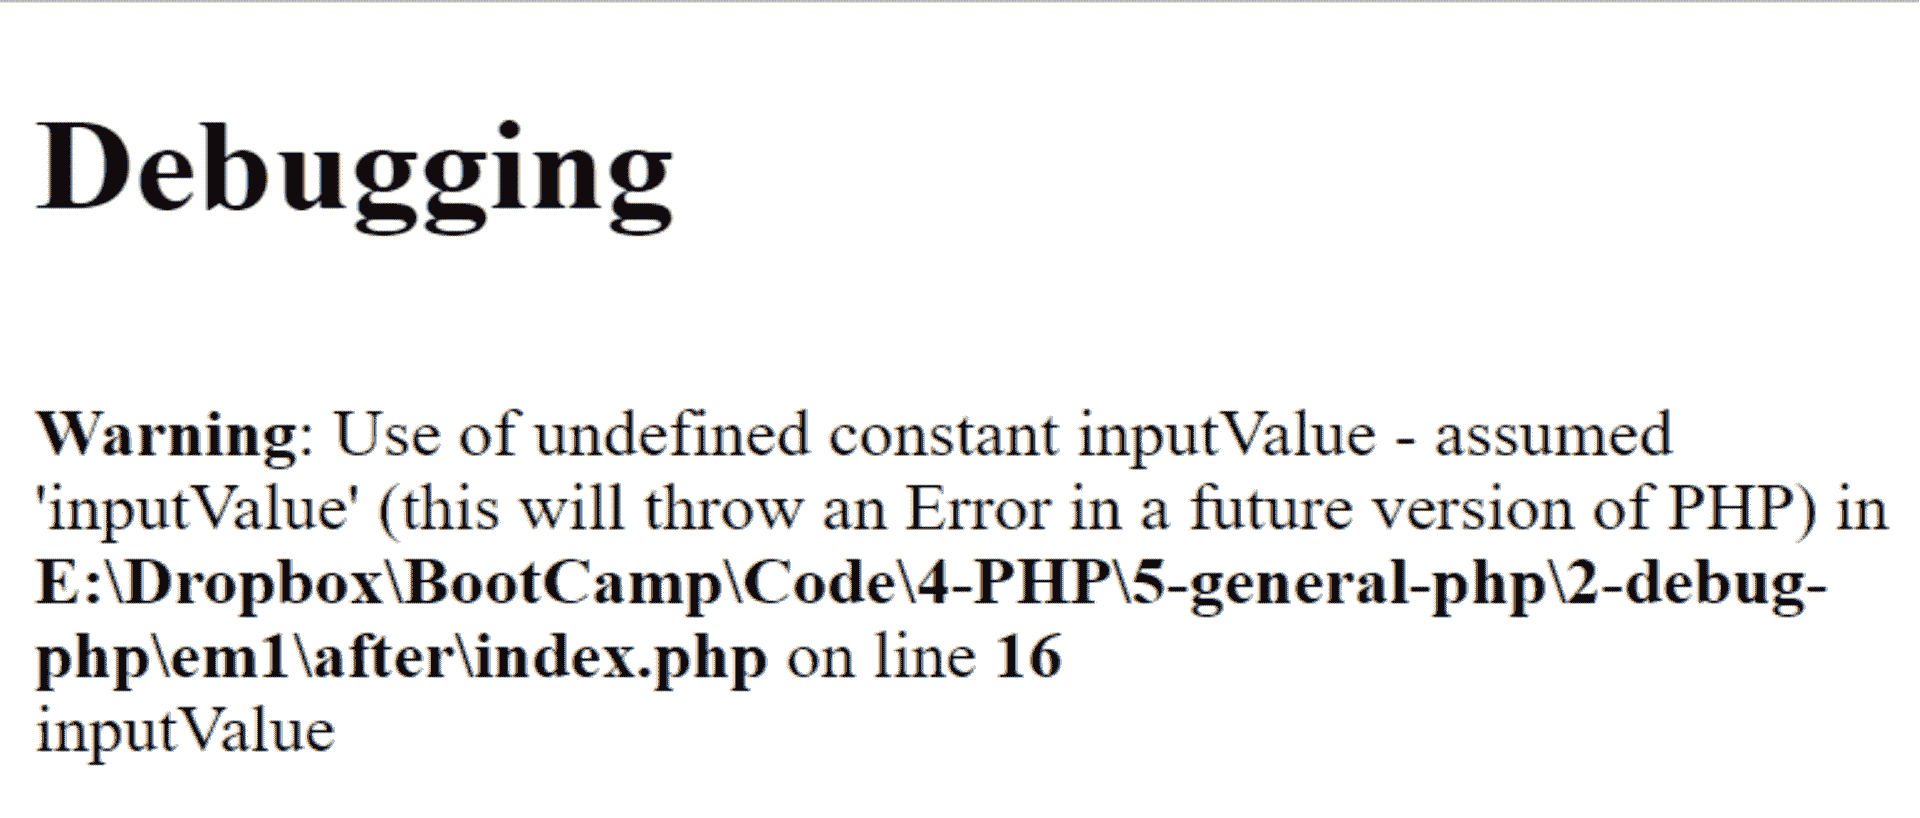 Debugging
Warning: Use of undefined constant inputValue - assumed
'inputValue' (this will throw an Error in a future version of PHP) in
E:\Dropbox\BootCamp\Code\4-PHP\5-general-php\2-debug-
php\em1\after\index.php on line 16
inputValue